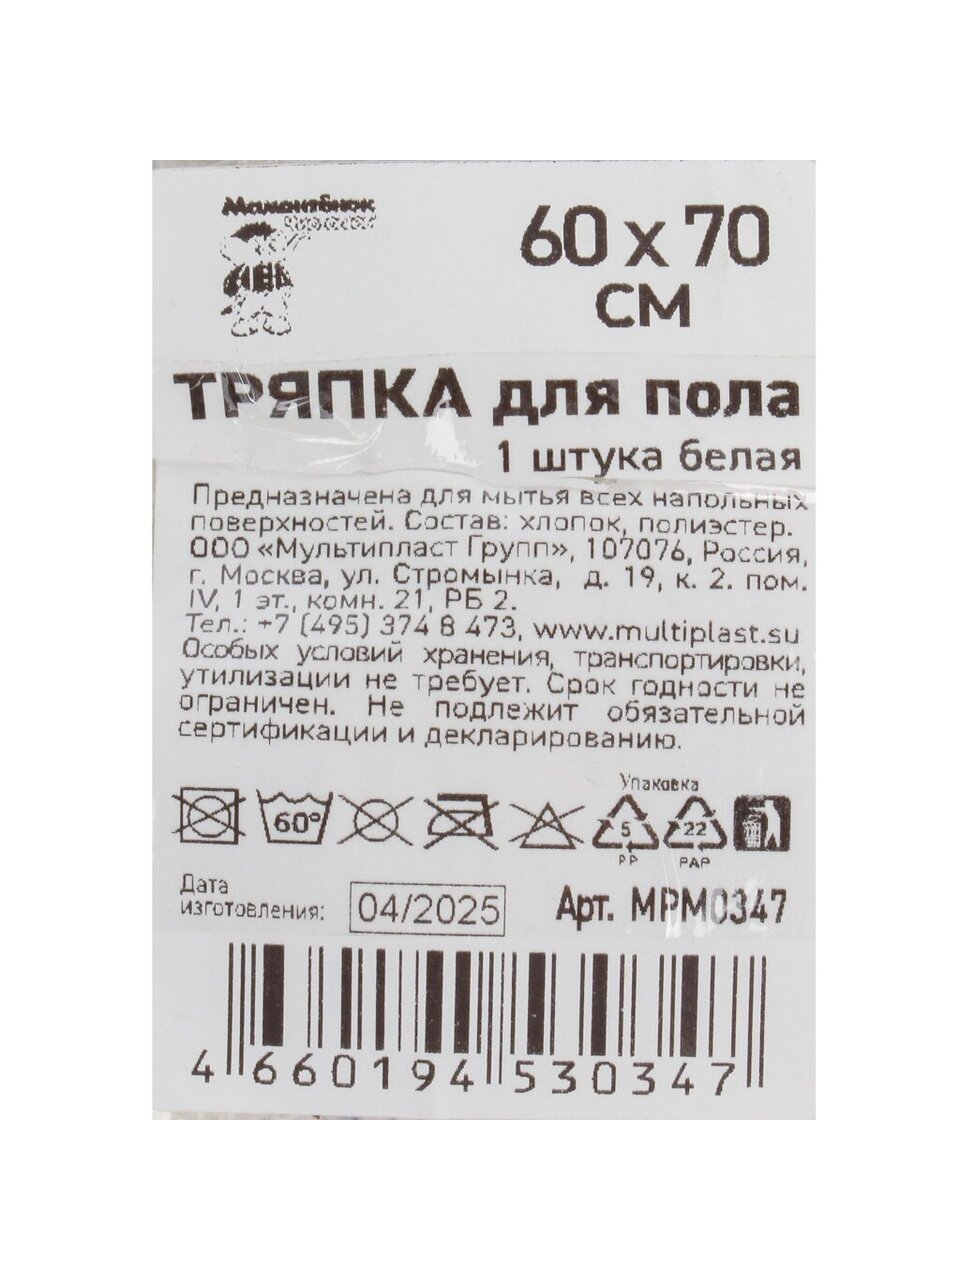 МамонтЁнок
60 х 70
см
ТРЯПКА для пола
1 штука белая
Предназначена для мытья всех напольных
поверхностей. Состав: хлопок, полиэстер.
ООО «Мультипласт Групп», 107076, Россия,
г. Москва, ул. Стромынка, д. 19, к. 2. пом.
IV, 1 эт., комн. 21, РБ 2.
Тел.: +7 (495) 374 8 473, www.multiplast.su
Особых условий хранения, транспортировки,
утилизации не требует. Срок годности не
ограничен. Не подлежит обязательной
сертификации и декларированию.
Упаковка
60° 5 22
PP PAP
Дата
изготовления: 04/2025 Арт. МРМ0347
4 660194 530347